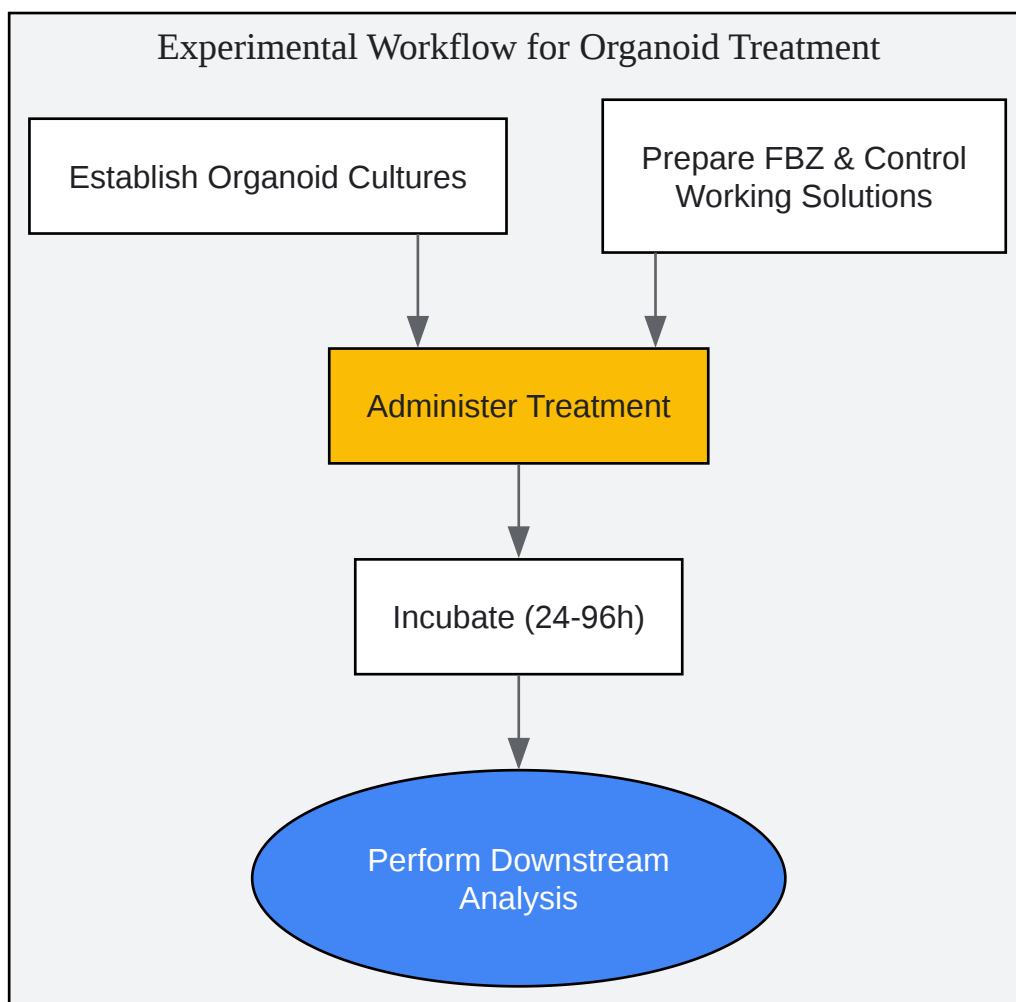 Experimental Workflow for Organoid Treatment
Establish Organoid Cultures
Prepare FBZ & Control
Working Solutions
Administer Treatment
Incubate (24-96h)
Perform Downstream
Analysis